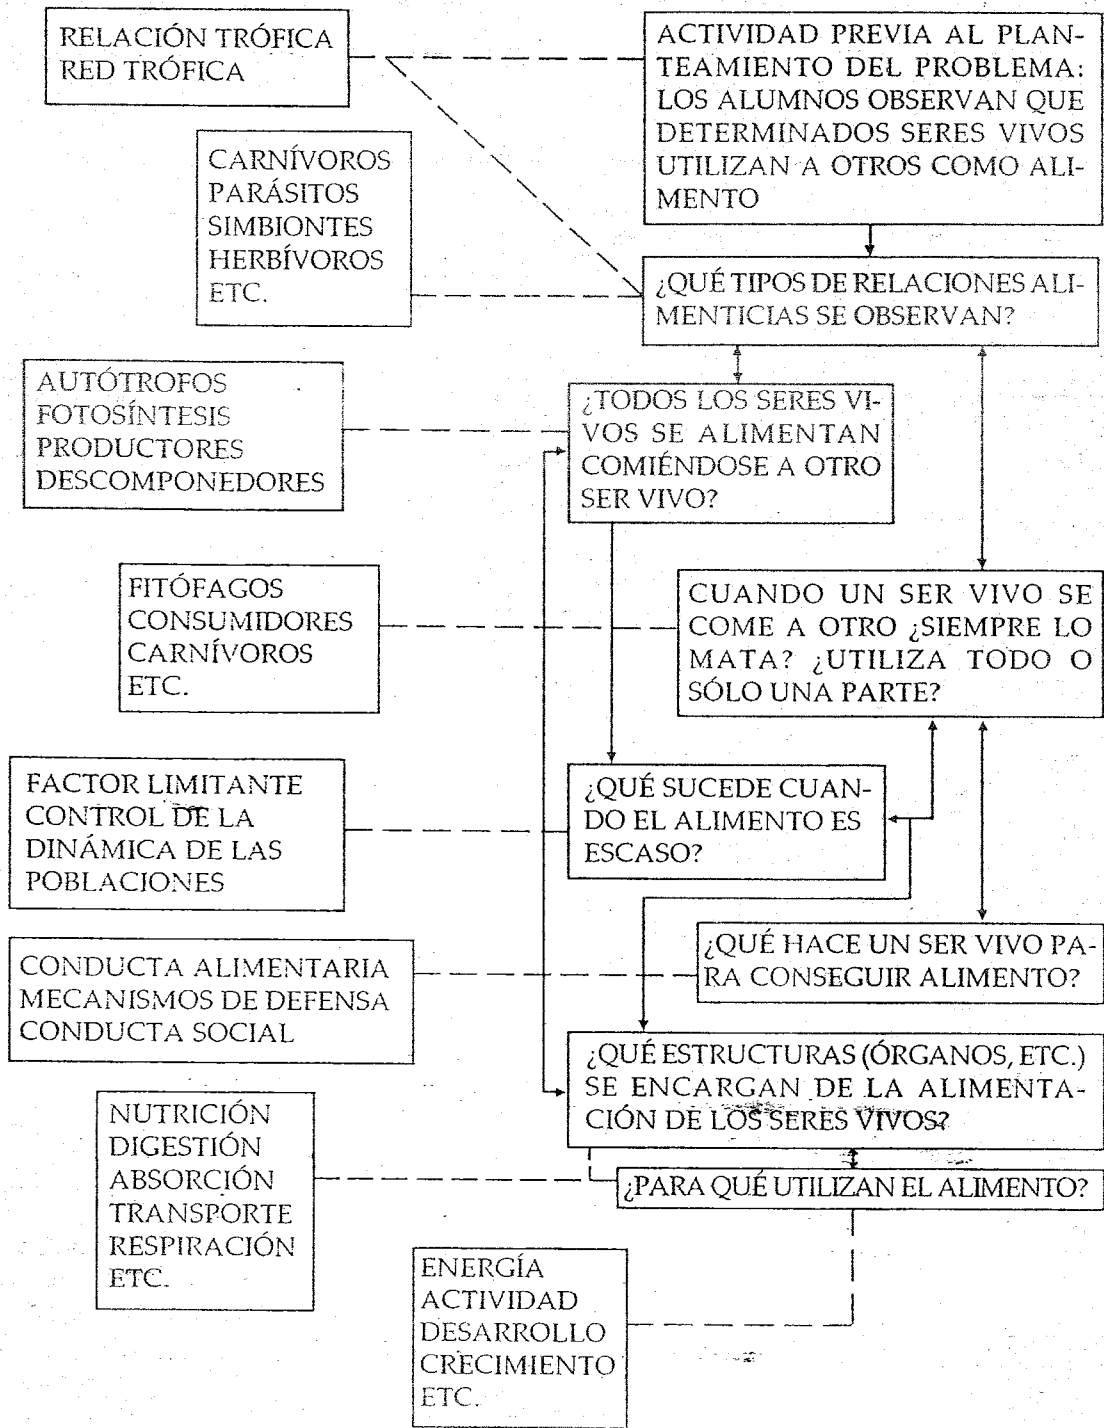 RELACIÓN TRÓFICA
RED TRÓFICA
ACTIVIDAD PREVIA AL PLAN-
TEAMIENTO DEL PROBLEMA:
LOS ALUMNOS OBSERVAN QUE
DETERMINADOS SERES VIVOS
UTILIZAN A OTROS COMO ALI-
MENTO
CARNÍVOROS
PARÁSITOS
SIMBIONTES
HERBÍVOROS
ETC.
¿QUÉ TIPOS DE RELACIONES ALI-
MENTICIAS SE OBSERVAN?
AUTÓTROFOS
FOTOSÍNTESIS
PRODUCTORES
DESCOMPONEDORES
¿TODOS LOS SERES VI-
VOS SE ALIMENTAN
COMIÉNDOSE A OTRO
SER VIVO?
FITÓFAGOS
CONSUMIDORES
CARNÍVOROS
ETC.
CUANDO UN SER VIVO SE
COME A OTRO ¿SIEMPRE LO
MATA? ¿UTILIZA TODO O
SÓLO UNA PARTE?
FACTOR LIMITANTE
CONTROL DE LA
DINÁMICA DE LAS
POBLACIONES
¿QUÉ SUCEDE CUAN-
DO EL ALIMENTO ES
ESCASO?
CONDUCTA ALIMENTARIA
MECANISMOS DE DEFENSA
CONDUCTA SOCIAL
¿QUÉ HACE UN SER VIVO PA-
RA CONSEGUIR ALIMENTO?
¿QUÉ ESTRUCTURAS (ÓRGANOS, ETC.)
SE ENCARGAN DE LA ALIMENTA-
CIÓN DE LOS SERES VIVOS?
NUTRICIÓN
DIGESTIÓN
ABSORCIÓN
TRANSPORTE
RESPIRACIÓN
ETC.
¿PARA QUÉ UTILIZAN EL ALIMENTO?
ENERGÍA
ACTIVIDAD
DESARROLLO
CRECIMIENTO
ETC.